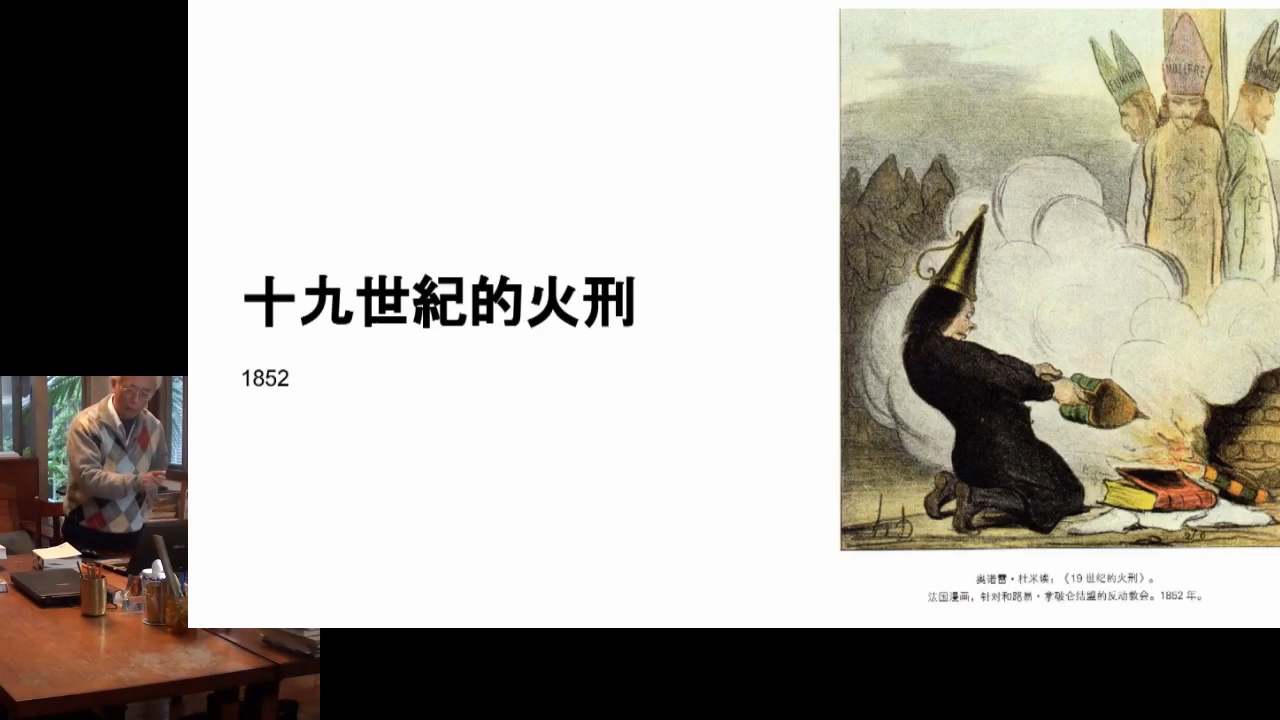 十九世紀的火刑
1852
MOLIERE
奥诺雷·杜米埃：《19 世纪的火刑》。
法国漫画，针对和路易·拿破仑结盟的反动教会。1852 年。